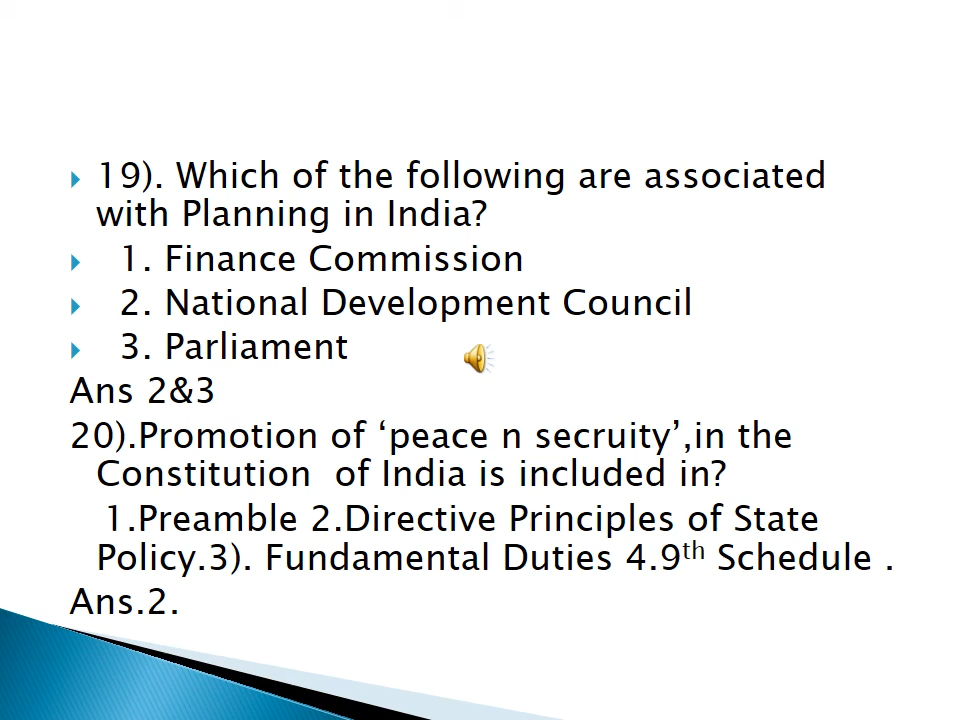 19). Which of the following are associated
with Planning in India?
1. Finance Commission
2. National Development Council
3. Parliament
Ans 2&3
20).Promotion of ‘peace n secruity’,in the
Constitution  of India is included in?
1.Preamble 2.Directive Principles of State
Policy.3). Fundamental Duties 4.9th Schedule .
Ans.2.